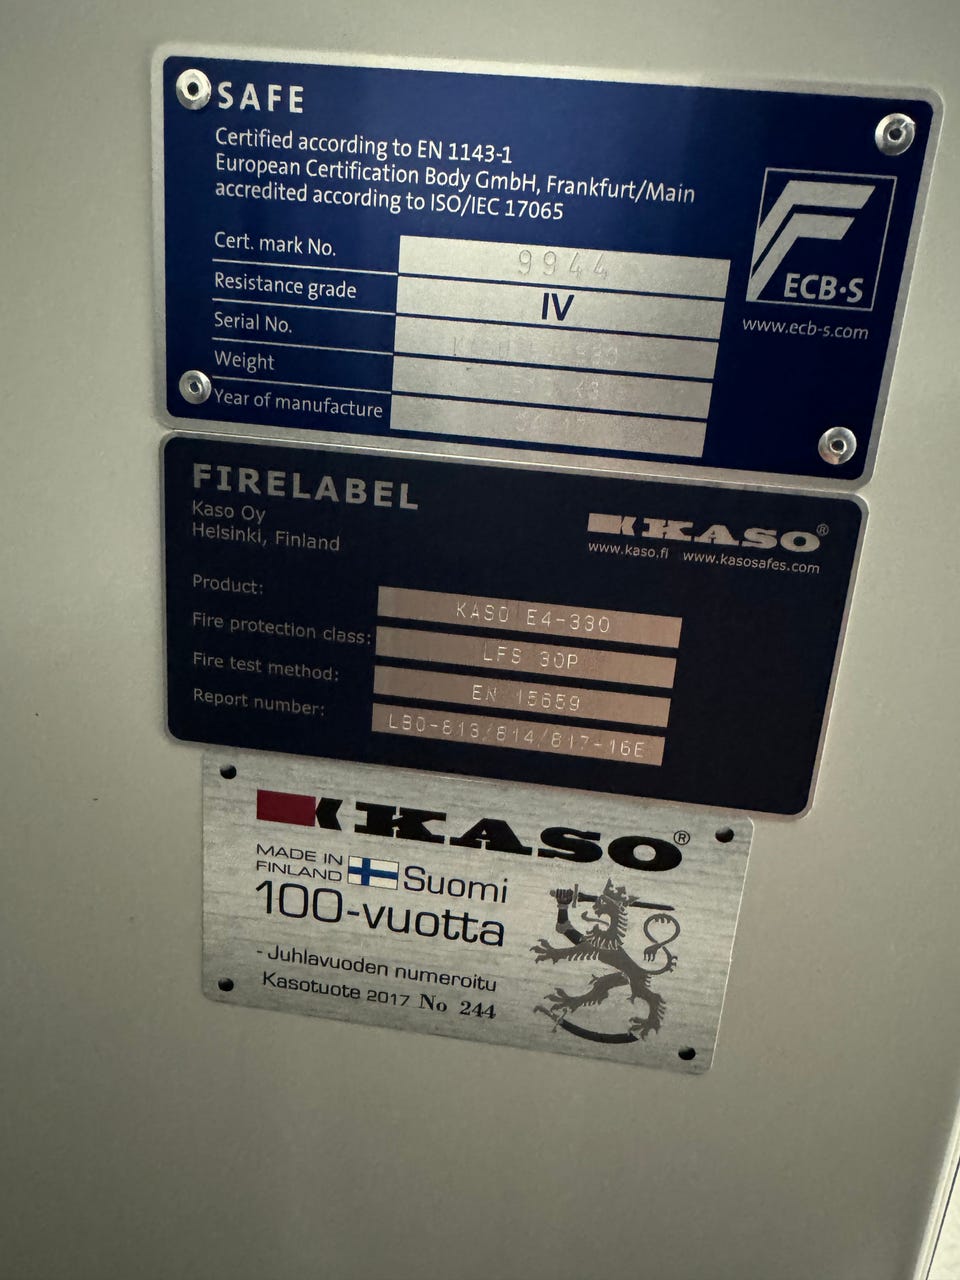 SAFE
Certified according to EN 1143-1
European Certification Body GmbH, Frankfurt/Main
accredited according to ISO/IEC 17065
Cert. mark No. 9944
Resistance grade IV
Serial No.
Weight
Year of manufacture
ECB•S
www.ecb-s.com
FIRELABEL
Kaso Oy
Helsinki, Finland
KASO®
www.kaso.fi www.kasosafes.com
Product: KASO E4-330
Fire protection class: LFS 30P
Fire test method: EN 15659
Report number: LBO-813/814/817-16E
KASO®
MADE IN
FINLAND Suomi
100-vuotta
- Juhlavuoden numeroitu
Kasotuote 2017 No 244